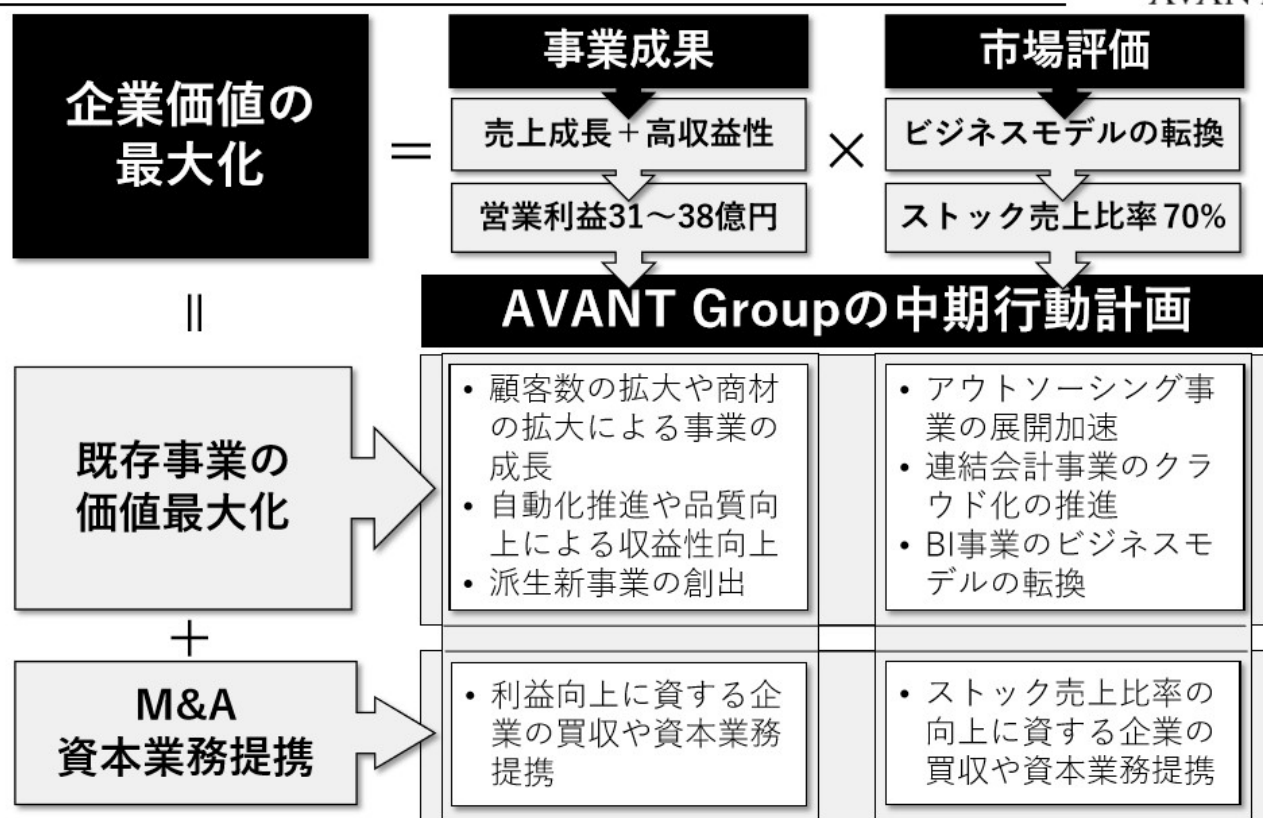 企業価値の
最大化
=
事業成果
売上成長＋高収益性
営業利益31～38億円
×
市場評価
ビジネスモデルの転換
ストック売上比率70%
AVANT Groupの中期行動計画
=
既存事業の
価値最大化
• 顧客数の拡大や商材
の拡大による事業の
成長
• 自動化推進や品質向
上による収益性向上
• 派生新事業の創出
• アウトソーシング事
業の展開加速
• 連結会計事業のクラ
ウド化の推進
• BI事業のビジネスモ
デルの転換
＋
M&A
資本業務提携
• 利益向上に資する企
業の買収や資本業務
提携
• ストック売上比率の
向上に資する企業の
買収や資本業務提携